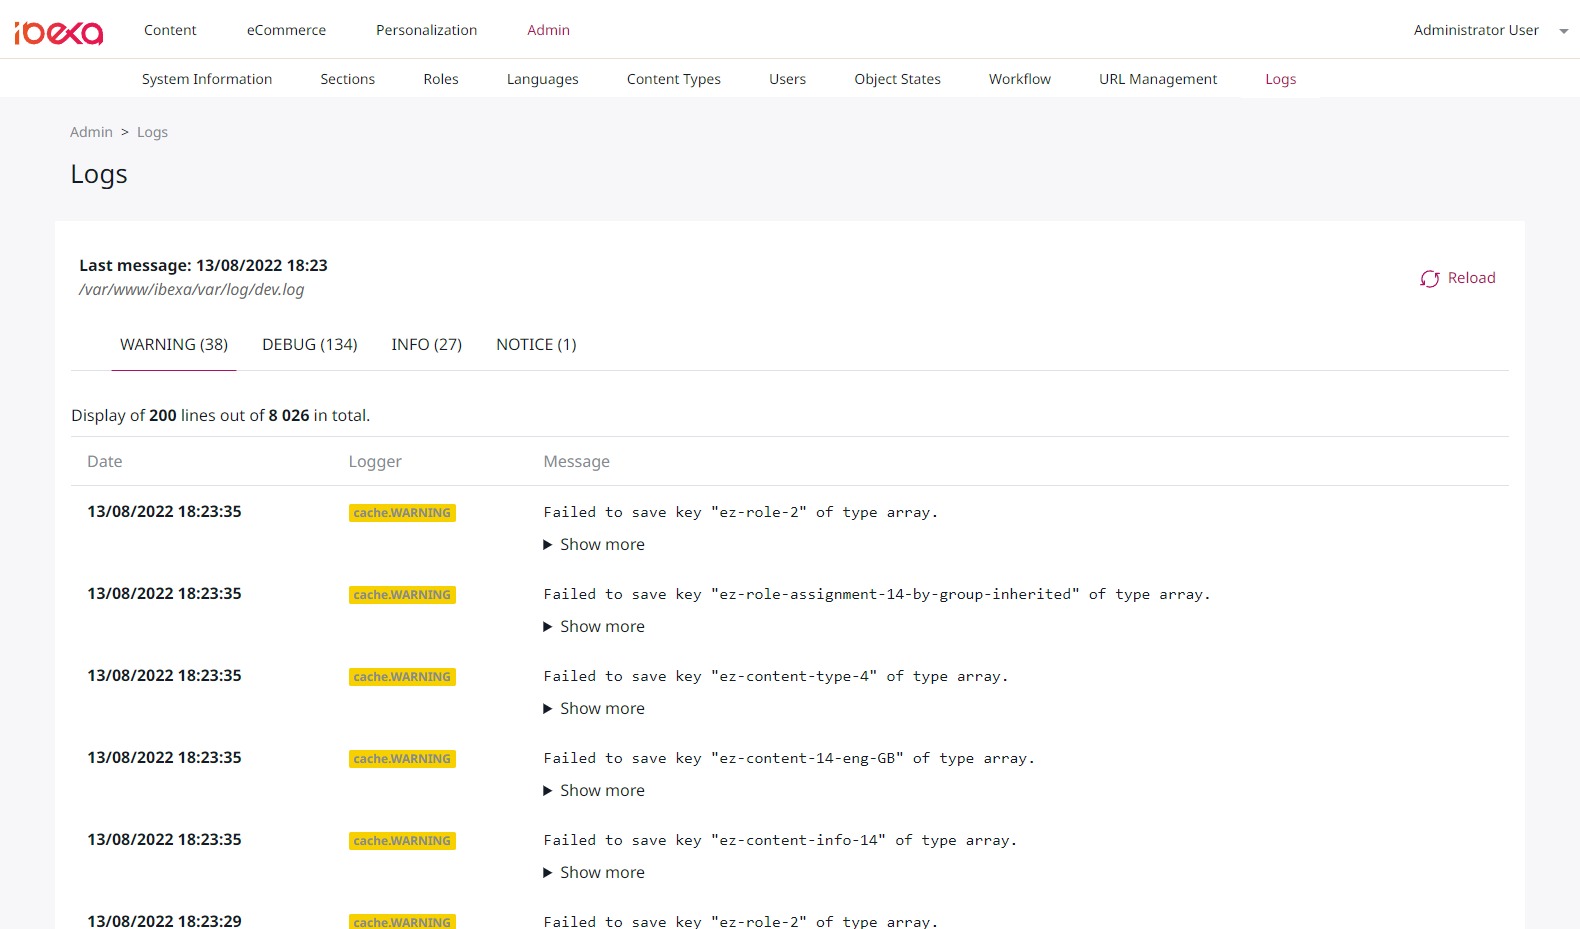 ibexa Content eCommerce Personalization Admin Administrator User
System Information Sections Roles Languages Content Types Users Object States Workflow URL Management Logs
Admin > Logs
Logs
Last message: 13/08/2022 18:23
/var/www/ibexa/var/log/dev.log
Reload
WARNING (38) DEBUG (134) INFO (27) NOTICE (1)
Display of 200 lines out of 8 026 in total.
Date Logger Message
13/08/2022 18:23:35 cache.WARNING Failed to save key "ez-role-2" of type array.
Show more
13/08/2022 18:23:35 cache.WARNING Failed to save key "ez-role-assignment-14-by-group-inherited" of type array.
Show more
13/08/2022 18:23:35 cache.WARNING Failed to save key "ez-content-type-4" of type array.
Show more
13/08/2022 18:23:35 cache.WARNING Failed to save key "ez-content-14-eng-GB" of type array.
Show more
13/08/2022 18:23:35 cache.WARNING Failed to save key "ez-content-info-14" of type array.
Show more
13/08/2022 18:23:29 cache.WARNING Failed to save key "ez-role-2" of type array.